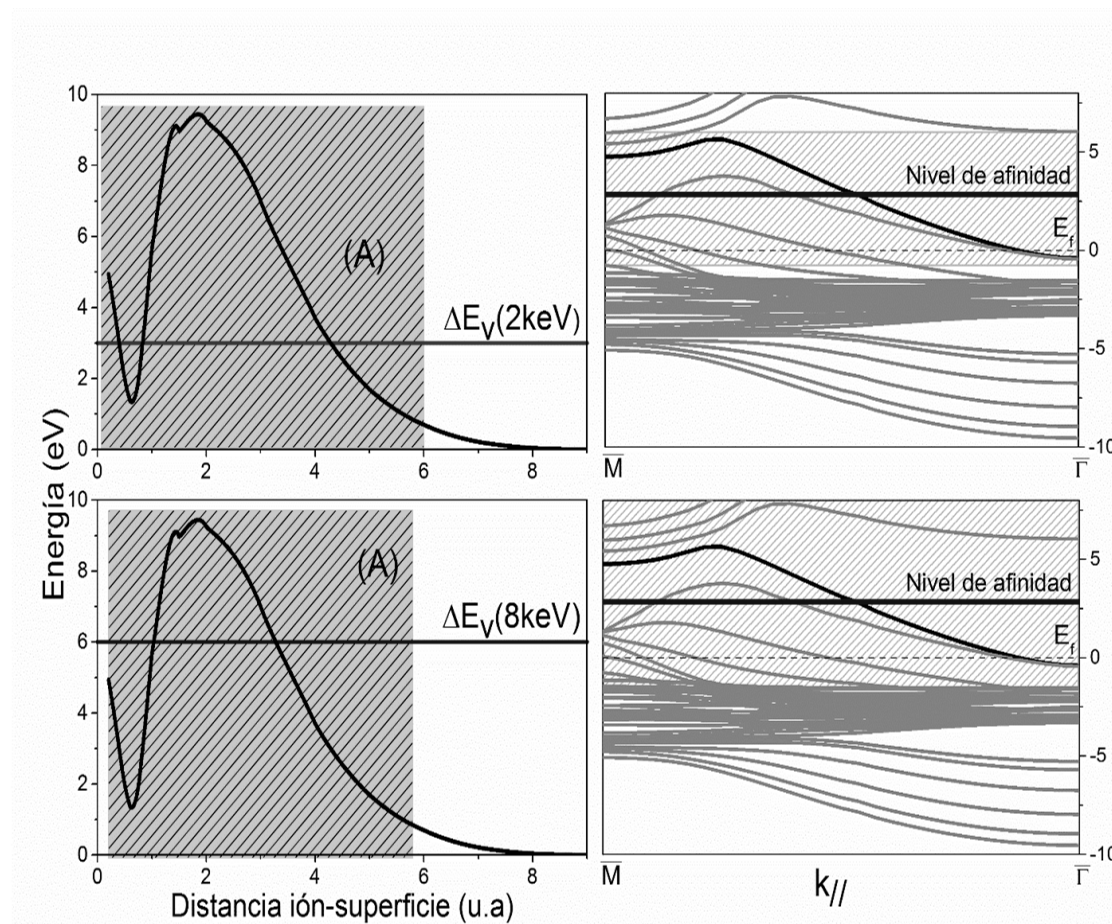 10
8
6
4
2
0
(A)
ΔE_V(2keV)
0 2 4 6 8
Nivel de afinidad
E_f
5
0
-5
-10
M̅ Γ̅
Energía (eV)
10
8
6
4
2
0
(A)
ΔE_V(8keV)
0 2 4 6 8
Distancia ión-superficie (u.a)
Nivel de afinidad
E_f
5
0
-5
-10
M̅ Γ̅
k_//